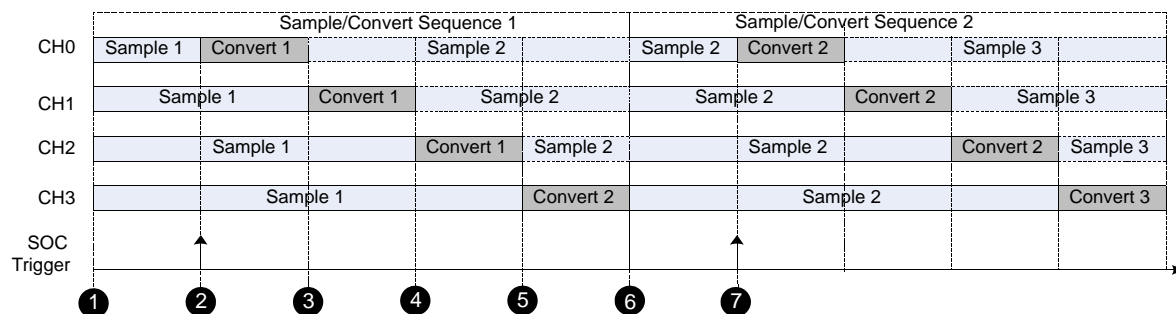 Sample/Convert Sequence 1 Sample/Convert Sequence 2
CH0 Sample 1 Convert 1 Sample 2 Sample 2 Convert 2 Sample 3
CH1 Sample 1 Convert 1 Sample 2 Sample 2 Convert 2 Sample 3
CH2 Sample 1 Convert 1 Sample 2 Sample 2 Convert 2 Sample 3
CH3 Sample 1 Convert 2 Sample 2 Convert 3
SOC
Trigger
1 2 3 4 5 6 7